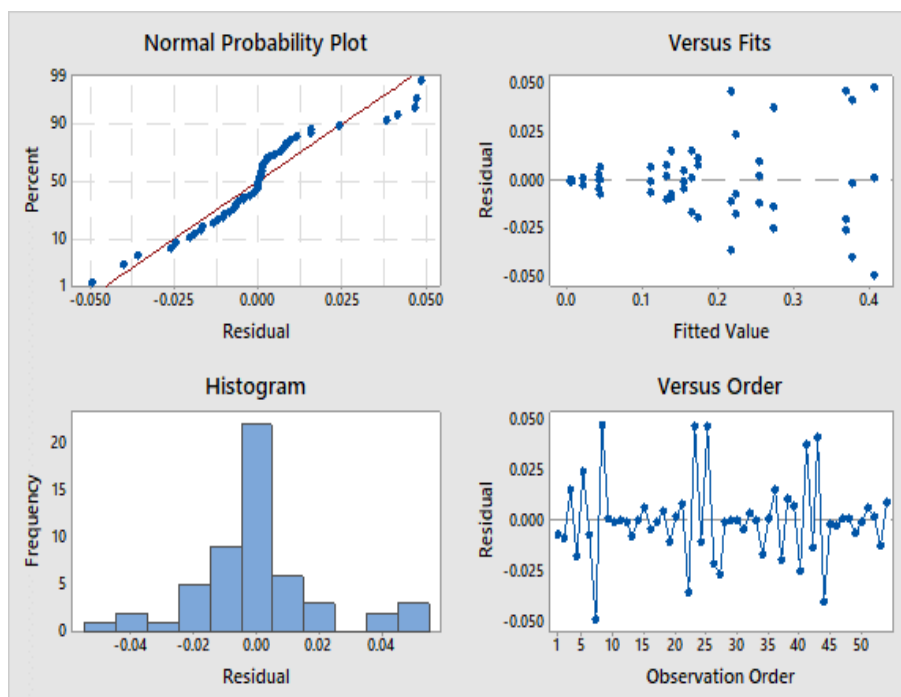 Normal Probability Plot
99
90
50
10
1
Percent
-0.050 -0.025 0.000 0.025 0.050
Residual
Versus Fits
0.050
0.025
0.000
-0.025
-0.050
Residual
0.0 0.1 0.2 0.3 0.4
Fitted Value
Histogram
20
15
10
5
0
Frequency
-0.04 -0.02 0.00 0.02 0.04
Residual
Versus Order
0.050
0.025
0.000
-0.025
-0.050
Residual
1 5 10 15 20 25 30 35 40 45 50
Observation Order